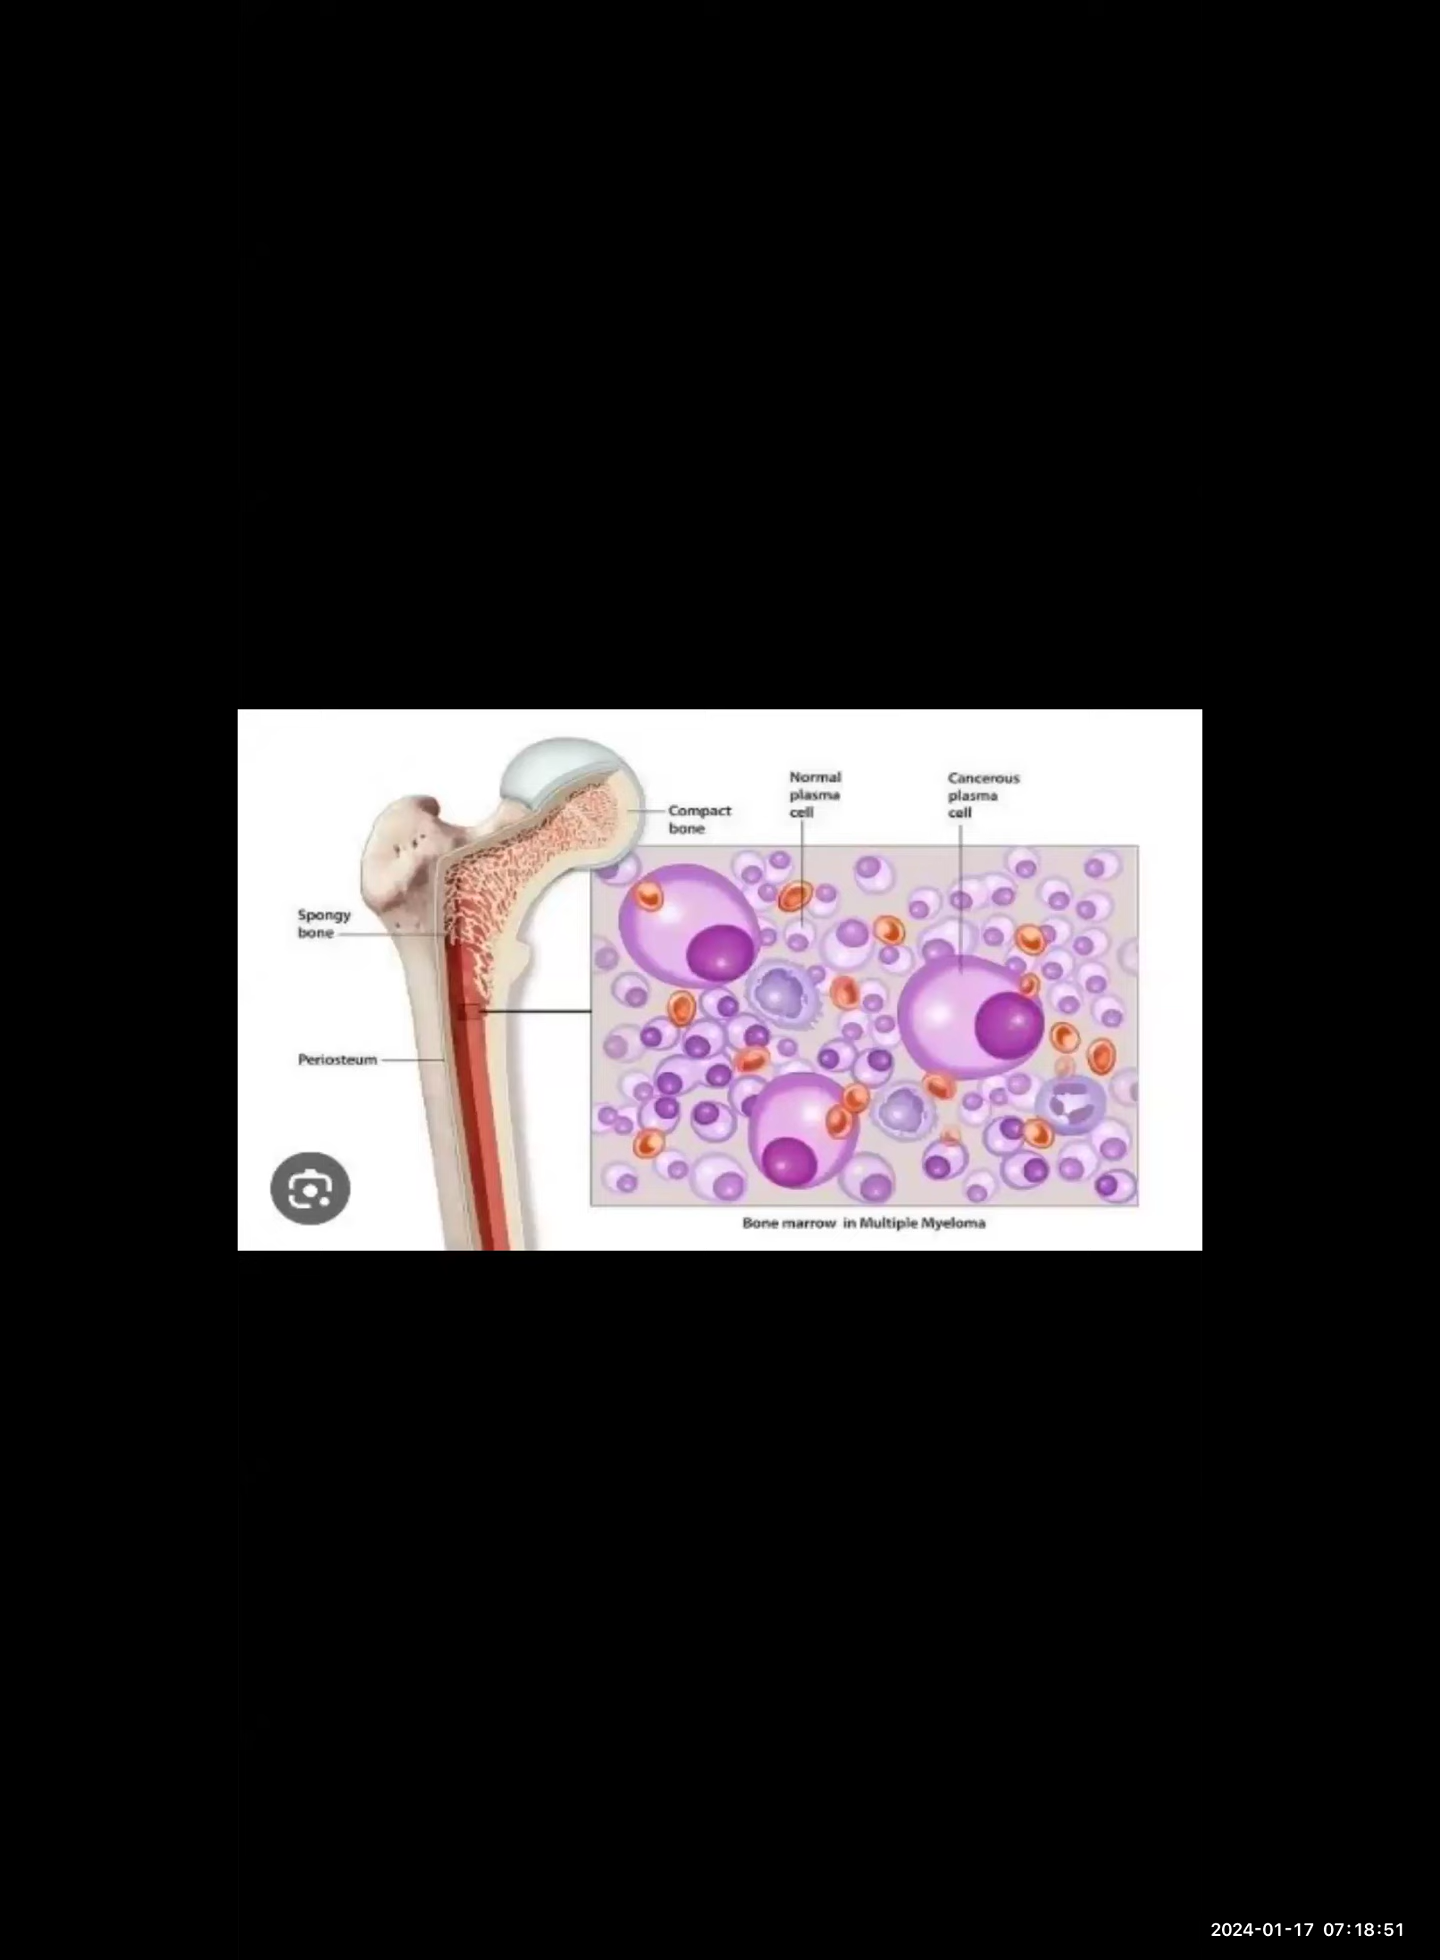 Normal
plasma
cell
Cancerous
plasma
cell
Compact
bone
Spongy
bone
Periosteum
Bone marrow in Multiple Myeloma
2024-01-17 07:18:51